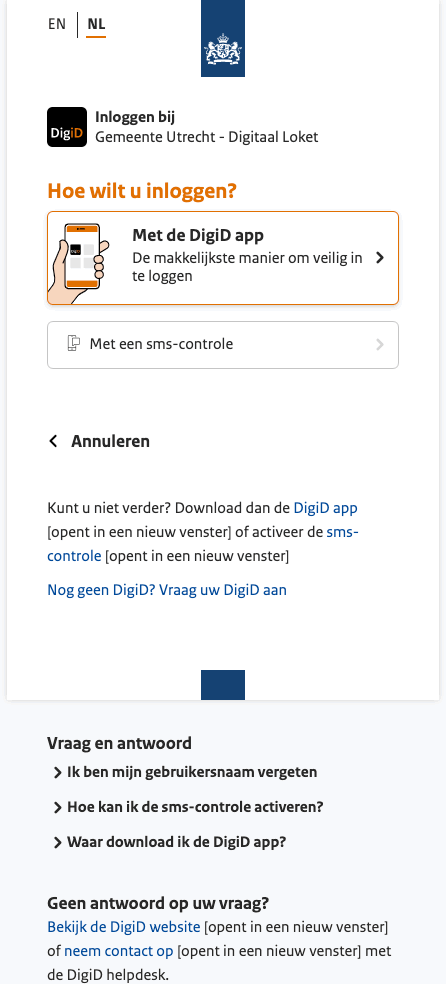 EN NL
DigiD
Inloggen bij
Gemeente Utrecht - Digitaal Loket
Hoe wilt u inloggen?
Met de DigiD app
De makkelijkste manier om veilig in
te loggen
Met een sms-controle
Annuleren
Kunt u niet verder? Download dan de DigiD app
[opent in een nieuw venster] of activeer de sms-
controle [opent in een nieuw venster]
Nog geen DigiD? Vraag uw DigiD aan
Vraag en antwoord
Ik ben mijn gebruikersnaam vergeten
Hoe kan ik de sms-controle activeren?
Waar download ik de DigiD app?
Geen antwoord op uw vraag?
Bekijk de DigiD website [opent in een nieuw venster]
of neem contact op [opent in een nieuw venster] met
de DigiD helpdesk.